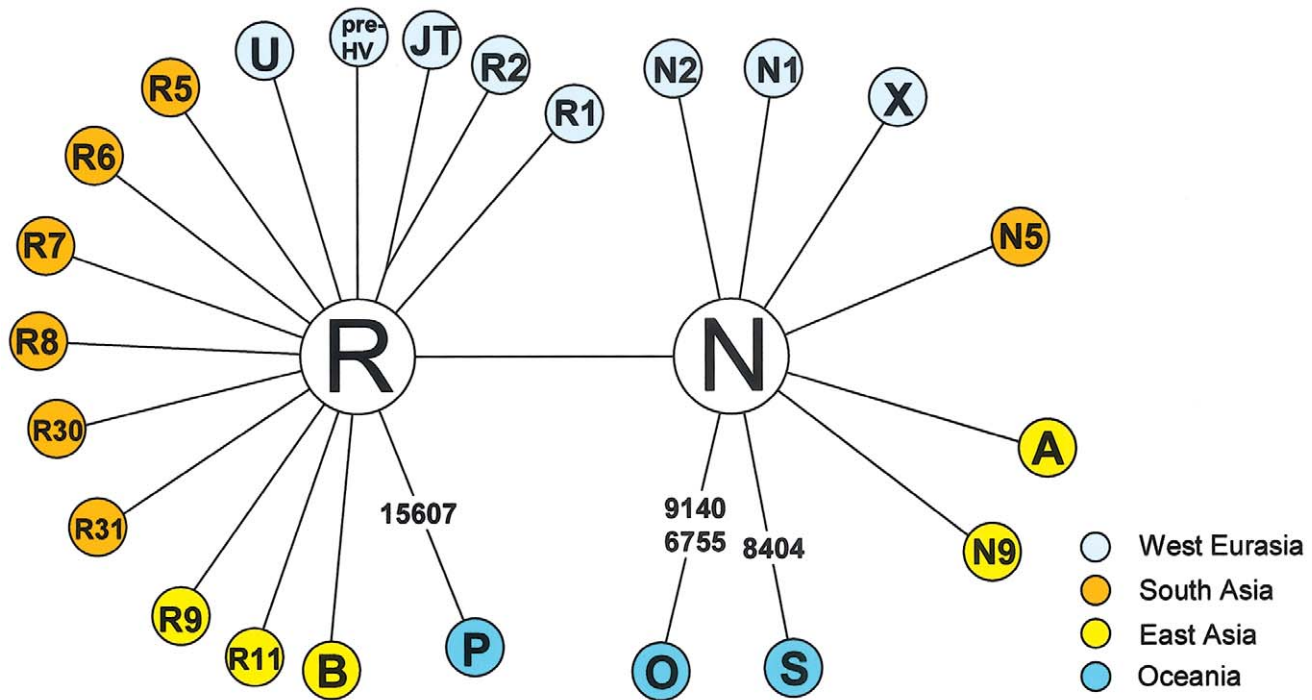 pre-
HV
U
JT
R2
R1
R5
R6
R7
R8
R30
R31
R9
R11
B
P
R
15607
N2
N1
X
N5
N
A
N9
9140
6755
8404
O
S
West Eurasia
South Asia
East Asia
Oceania